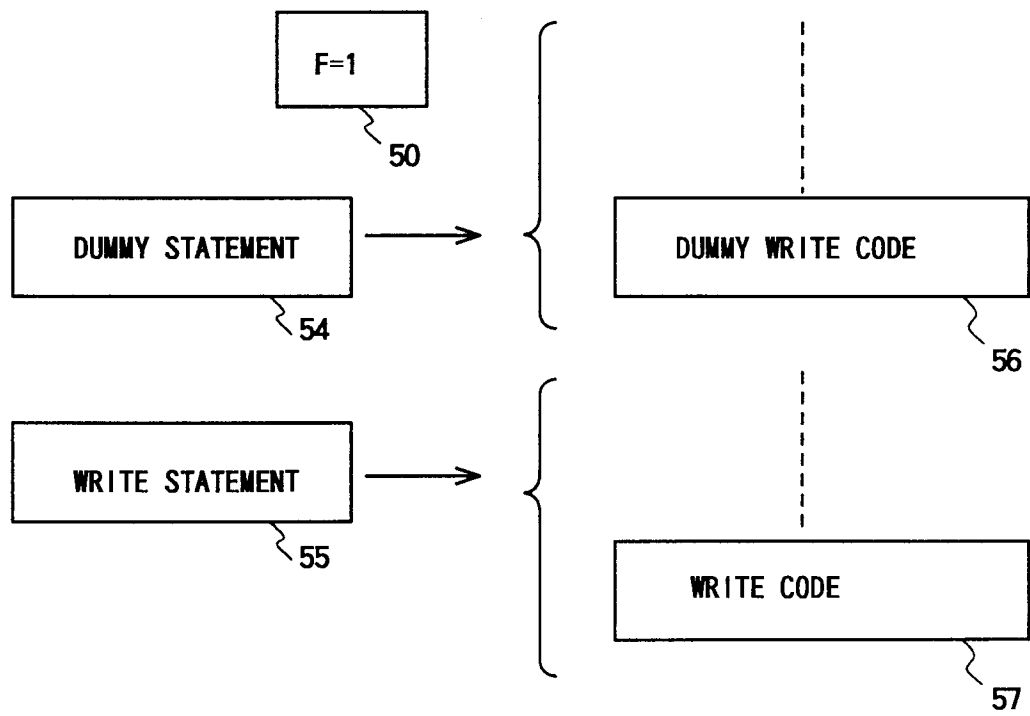 F=1
50
DUMMY STATEMENT
DUMMY WRITE CODE
54
56
WRITE STATEMENT
55
WRITE CODE
57